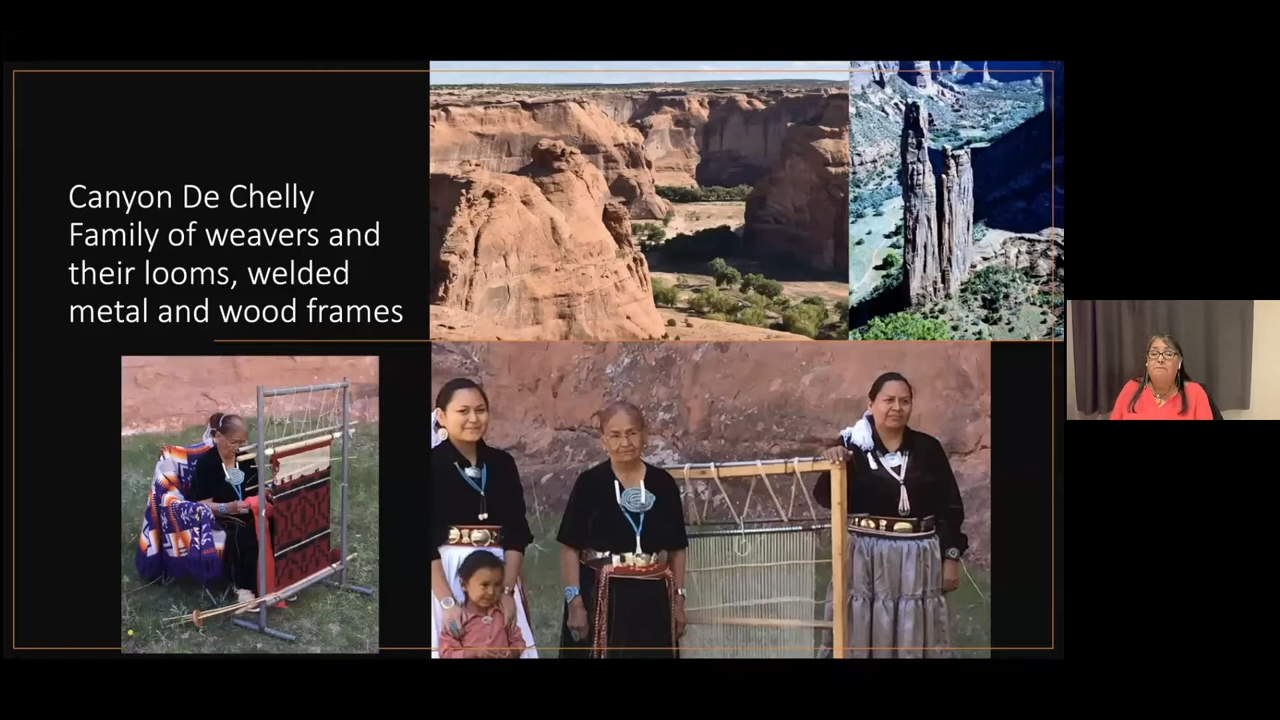 Canyon De Chelly
Family of weavers and
their looms, welded
metal and wood frames